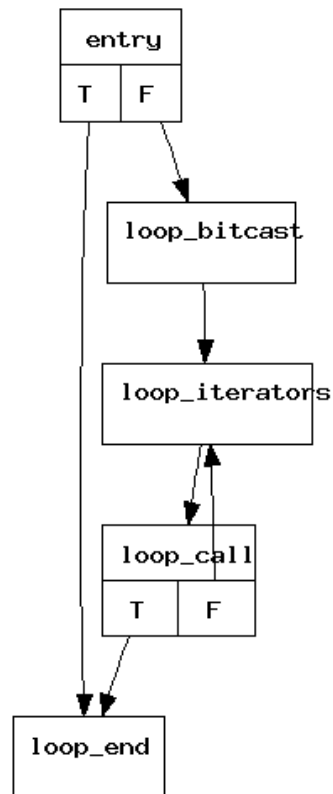 entry
T F
loop_bitcast
loop_iterators
loop_call
T F
loop_end